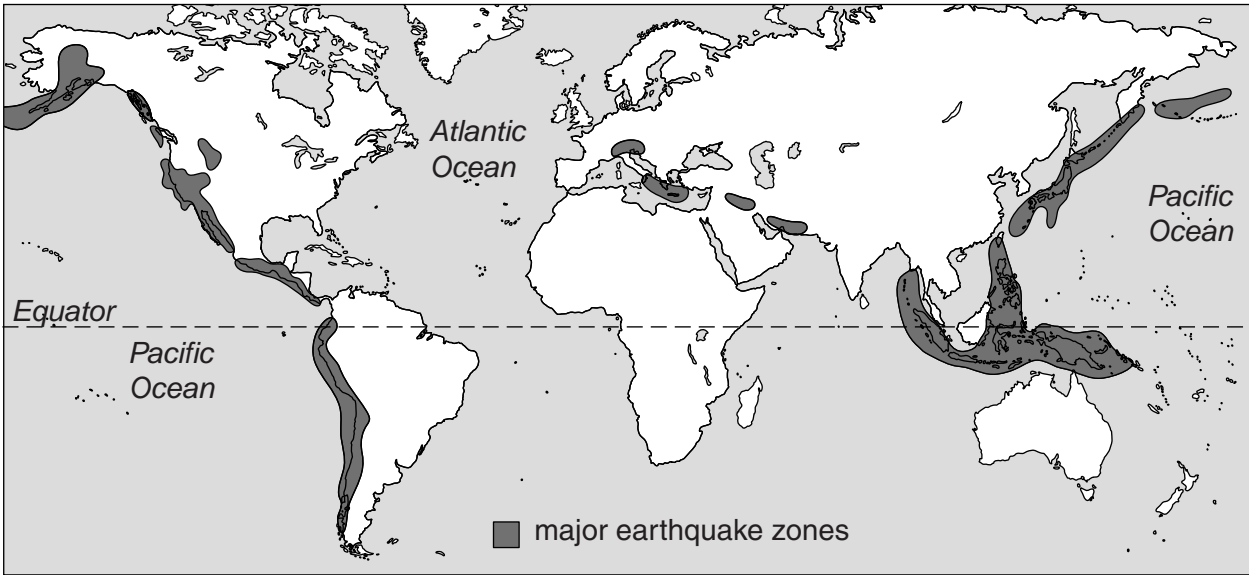 Atlantic
Ocean
Pacific
Ocean
Equator
Pacific
Ocean
major earthquake zones